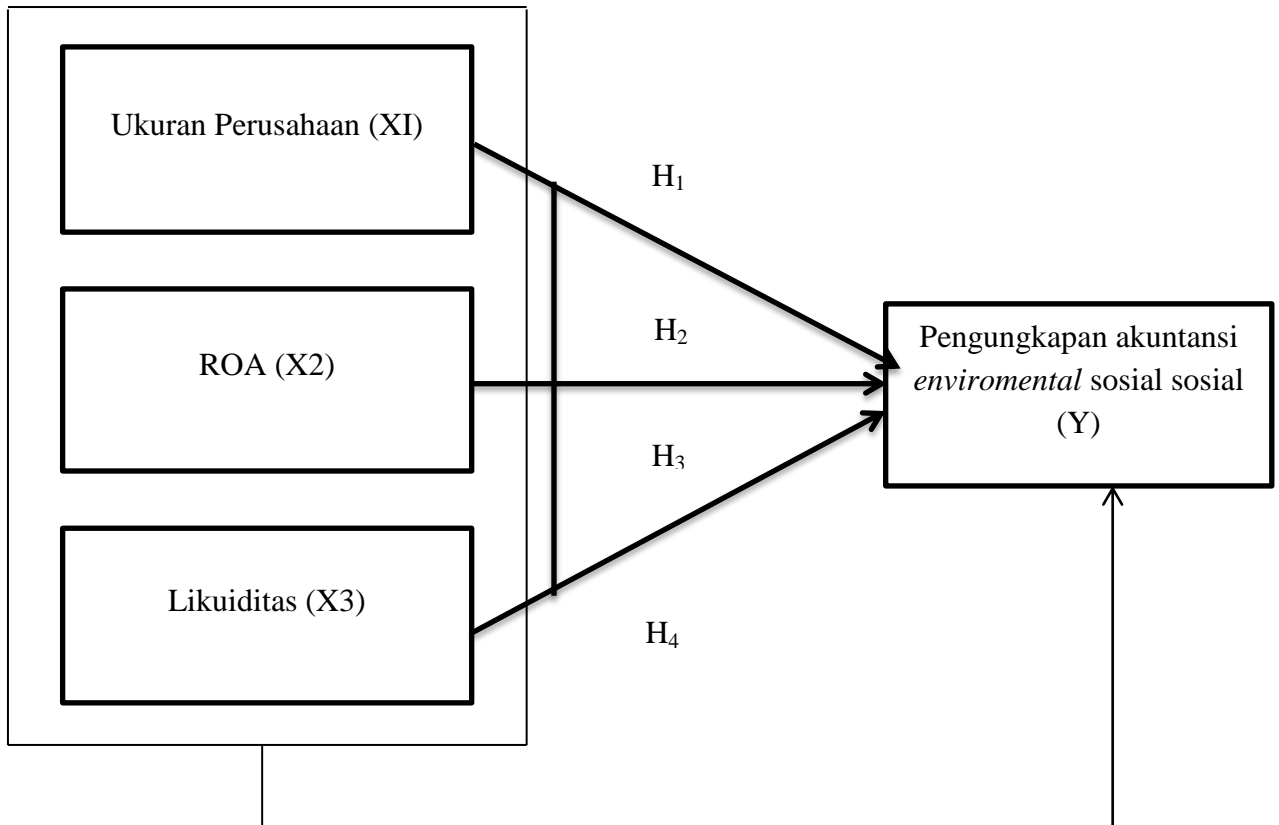 Ukuran Perusahaan (XI)
H₁
H₂
ROA (X2)
Pengungkapan akuntansi
enviromental sosial sosial
(Y)
H₃
Likuiditas (X3)
H₄